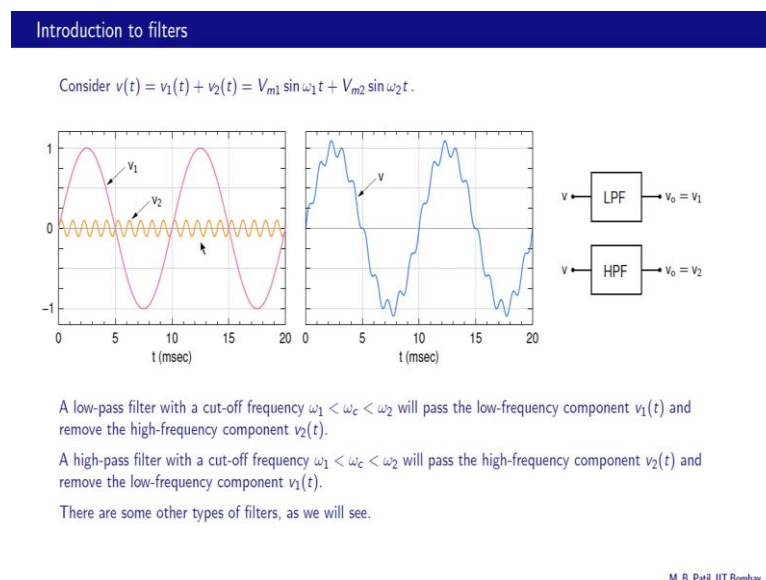 Introduction to filters
Consider v(t) = v₁(t) + v₂(t) = Vₘ₁ sin ω₁t + Vₘ₂ sin ω₂t .
1
0
−1
v₁
v₂
0 5 10 15 20
t (msec)
v
0 5 10 15 20
t (msec)
v LPF vₒ = v₁
v HPF vₒ = v₂
A low-pass filter with a cut-off frequency ω₁ < ω_c < ω₂ will pass the low-frequency component v₁(t) and
remove the high-frequency component v₂(t).
A high-pass filter with a cut-off frequency ω₁ < ω_c < ω₂ will pass the high-frequency component v₂(t) and
remove the low-frequency component v₁(t).
There are some other types of filters, as we will see.
M. B. Patil, IIT Bombay